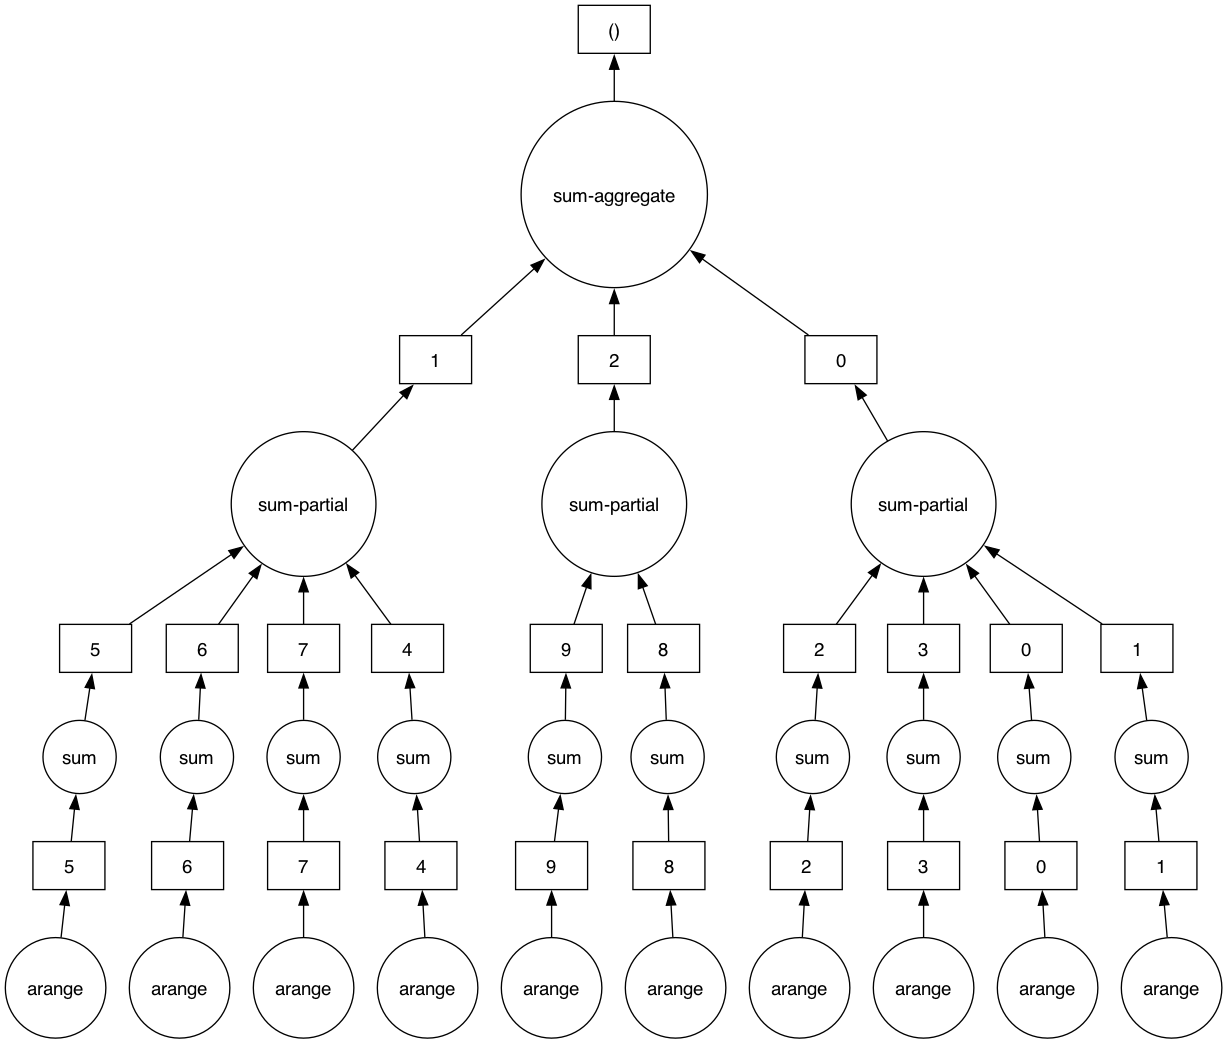 ()
sum-aggregate
1 2 0
sum-partial sum-partial sum-partial
5 6 7 4 9 8 2 3 0 1
sum sum sum sum sum sum sum sum sum sum
5 6 7 4 9 8 2 3 0 1
arange arange arange arange arange arange arange arange arange arange